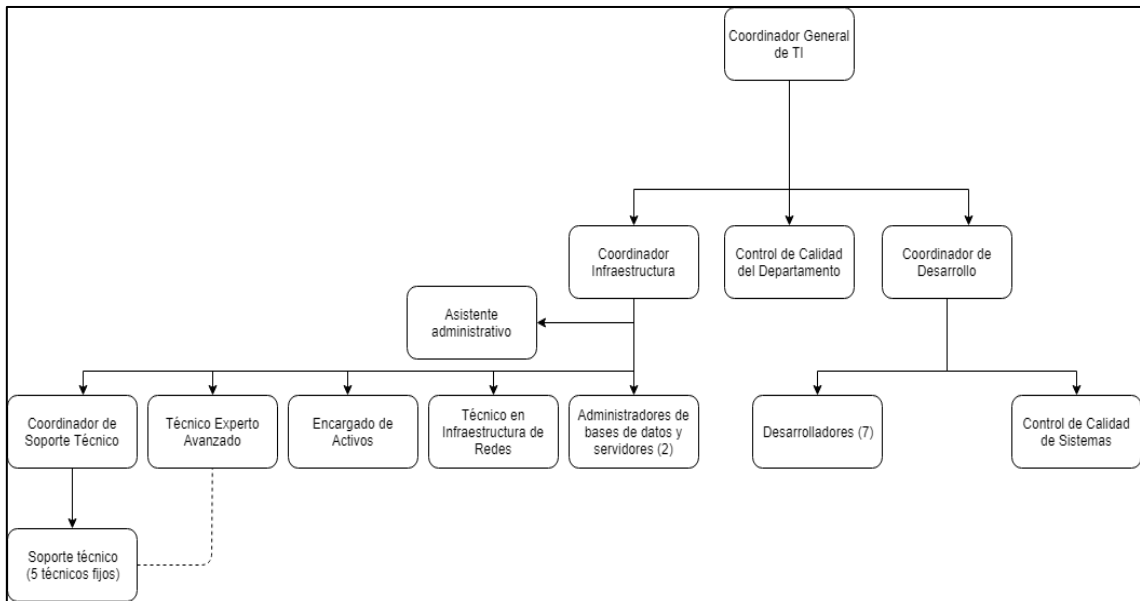 Coordinador General
de TI
Coordinador
Infraestructura
Control de Calidad
del Departamento
Coordinador de
Desarrollo
Asistente
administrativo
Coordinador de
Soporte Técnico
Técnico Experto
Avanzado
Encargado de
Activos
Técnico en
Infraestructura de
Redes
Administradores de
bases de datos y
servidores (2)
Desarrolladores (7)
Control de Calidad
de Sistemas
Soporte técnico
(5 técnicos fijos)